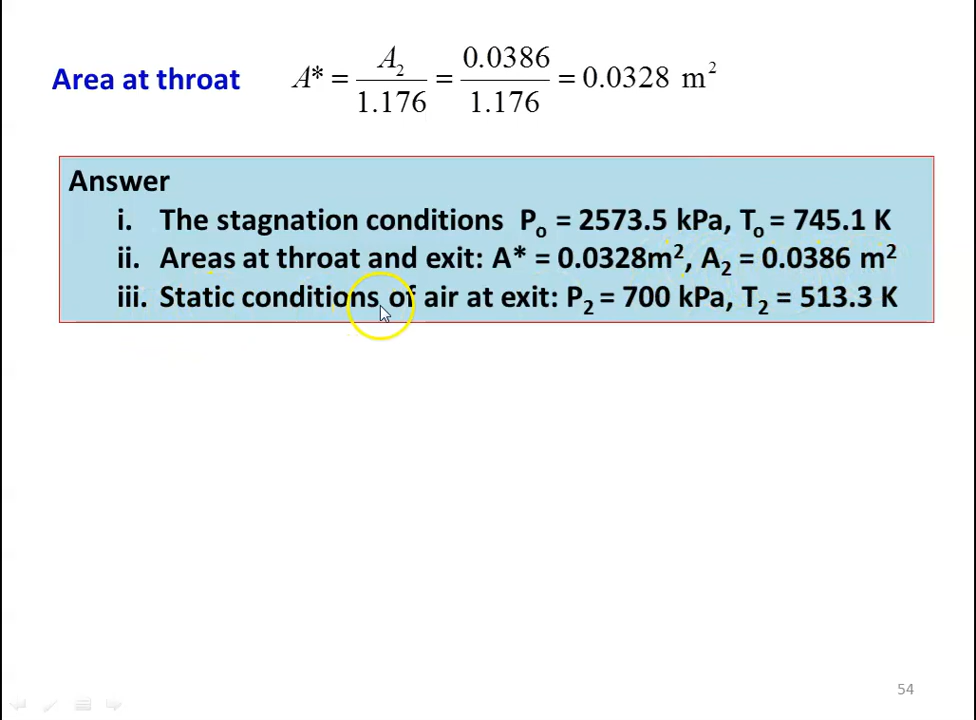 Area at throat A* = A₂/1.176 = 0.0386/1.176 = 0.0328 m²
Answer
i. The stagnation conditions Pₒ = 2573.5 kPa, Tₒ = 745.1 K
ii. Areas at throat and exit: A* = 0.0328m², A₂ = 0.0386 m²
iii. Static conditions of air at exit: P₂ = 700 kPa, T₂ = 513.3 K
54